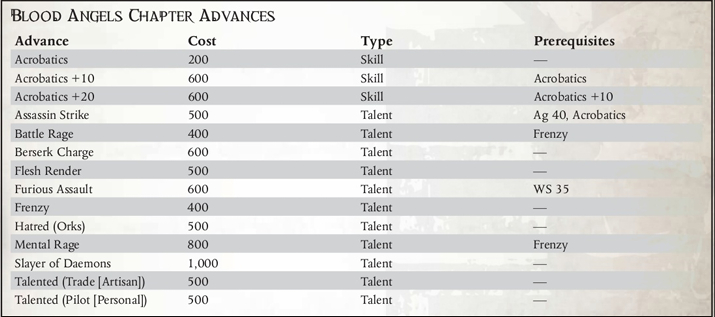 Blood Angels Chapter Advances
Advance Cost Type Prerequisites
Acrobatics 200 Skill —
Acrobatics +10 600 Skill Acrobatics
Acrobatics +20 600 Skill Acrobatics +10
Assassin Strike 500 Talent Ag 40, Acrobatics
Battle Rage 400 Talent Frenzy
Berserk Charge 600 Talent —
Flesh Render 500 Talent —
Furious Assault 600 Talent WS 35
Frenzy 400 Talent —
Hatred (Orks) 500 Talent —
Mental Rage 800 Talent Frenzy
Slayer of Daemons 1,000 Talent —
Talented (Trade [Artisan]) 500 Talent —
Talented (Pilot [Personal]) 500 Talent —